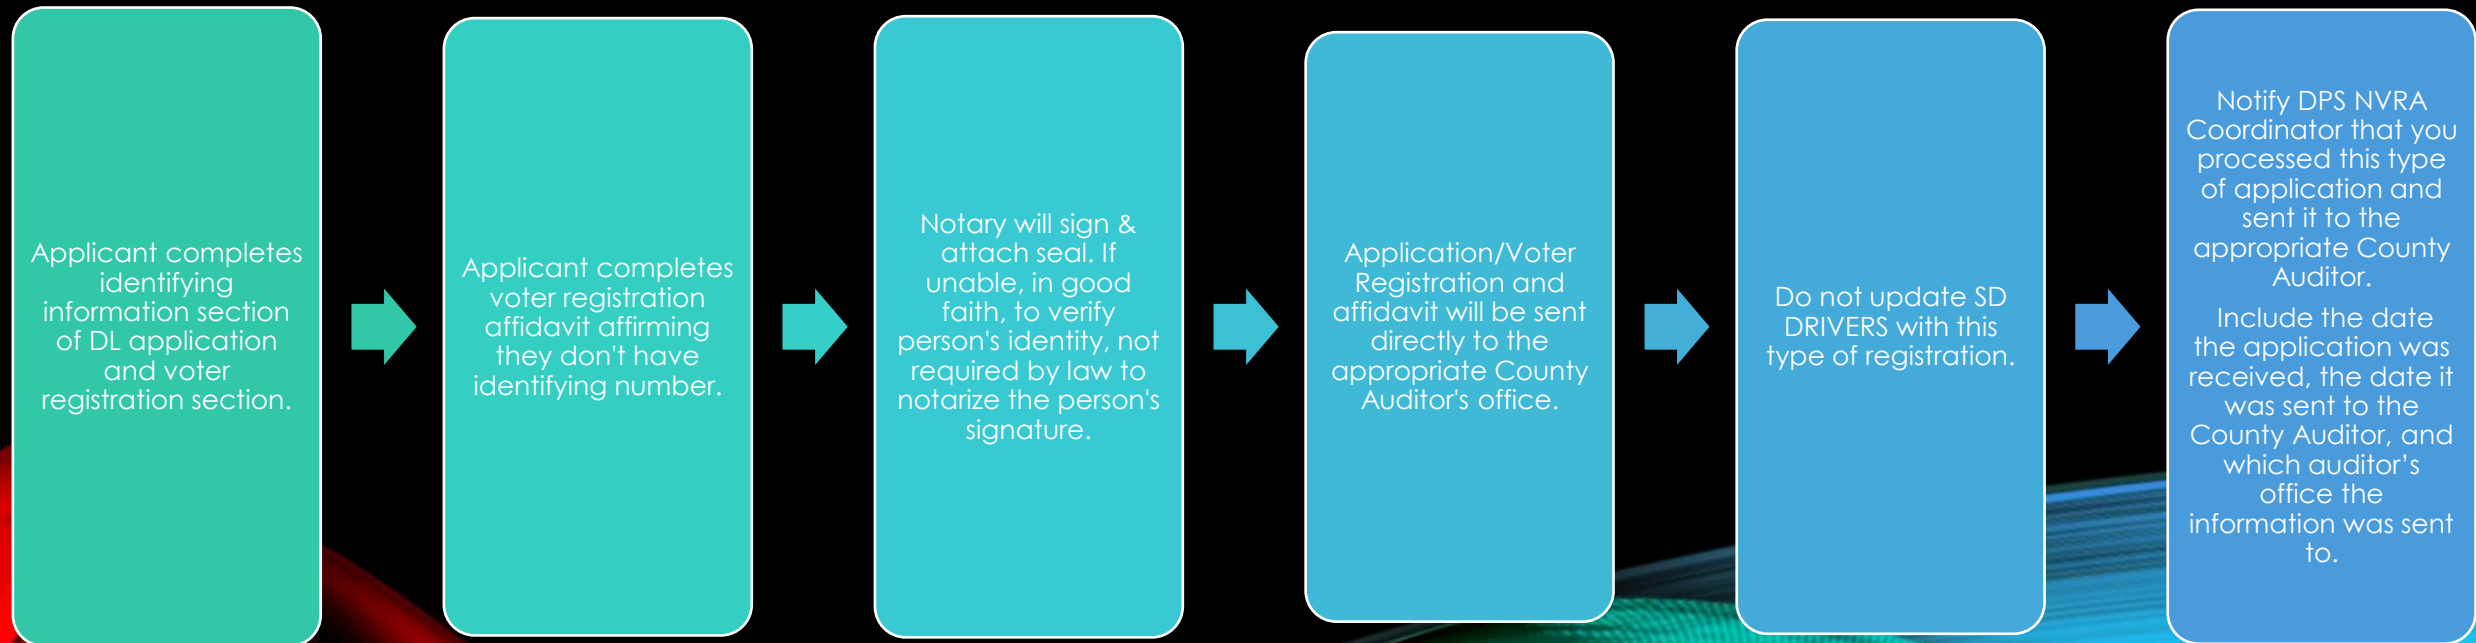 Applicant completes
identifying
information section
of DL application
and voter
registration section.
Applicant completes
voter registration
affidavit affirming
they don't have
identifying number.
Notary will sign &
attach seal. If
unable, in good
faith, to verify
person's identity, not
required by law to
notarize the person's
signature.
Application/Voter
Registration and
affidavit will be sent
directly to the
appropriate County
Auditor's office.
Do not update SD
DRIVERS with this
type of registration.
Notify DPS NVRA
Coordinator that you
processed this type
of application and
sent it to the
appropriate County
Auditor.
Include the date
the application was
received, the date it
was sent to the
County Auditor, and
which auditor’s
office the
information was sent
to.